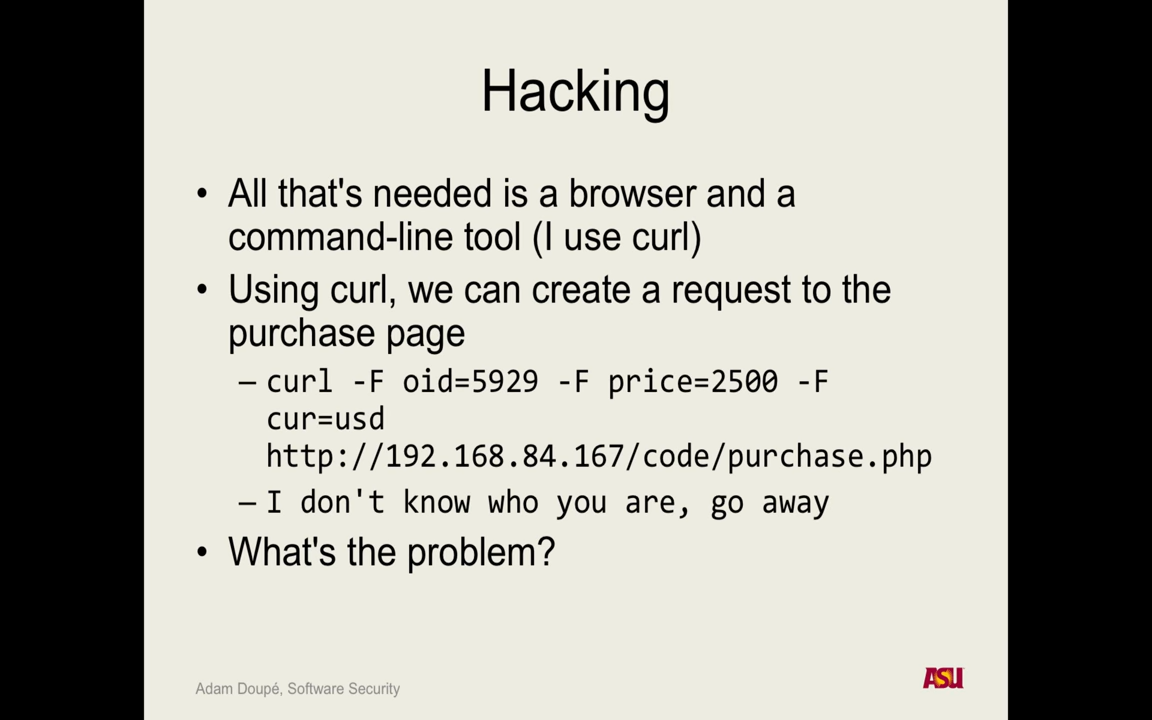 Hacking
• All that's needed is a browser and a
command-line tool (I use curl)
• Using curl, we can create a request to the
purchase page
– curl -F oid=5929 -F price=2500 -F
cur=usd
http://192.168.84.167/code/purchase.php
– I don't know who you are, go away
• What's the problem?
Adam Doupé, Software Security
ASU